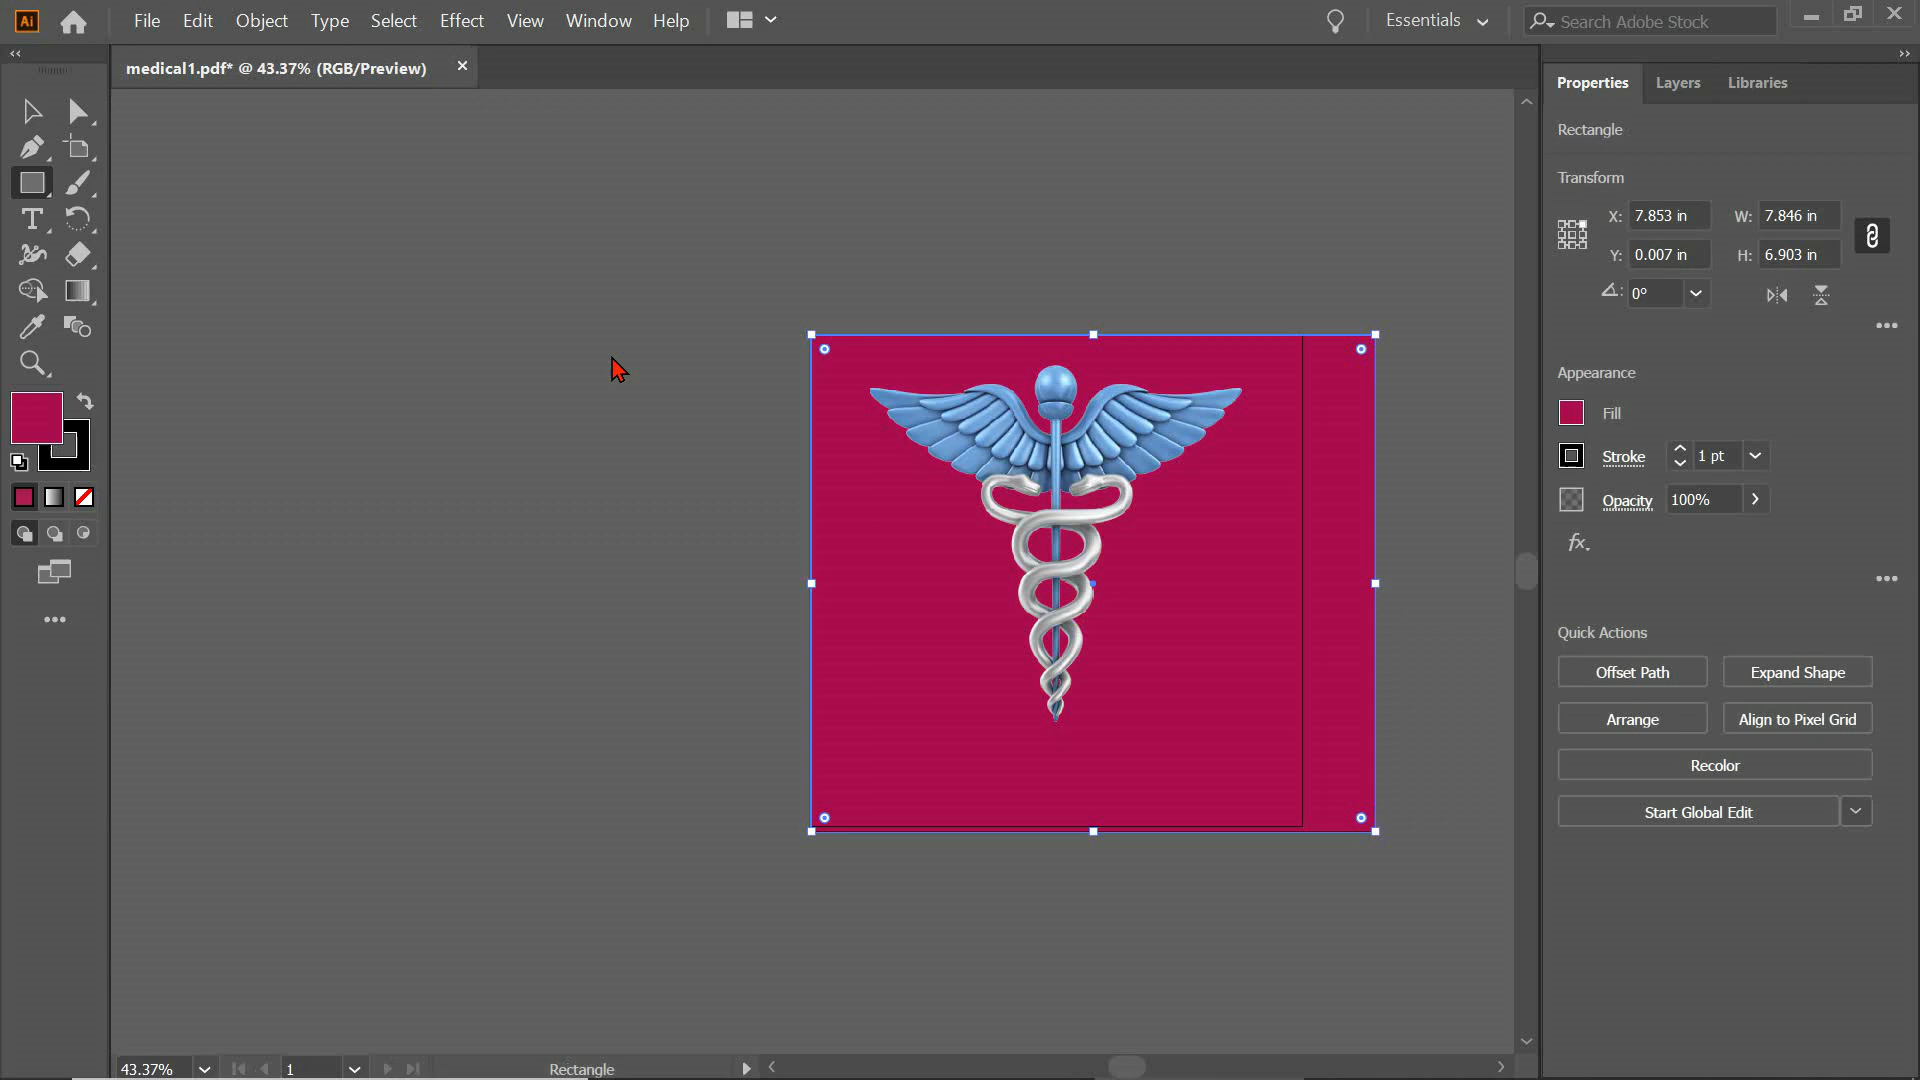 Ai
File
Edit
Object
Type
Select
Effect
View
Window
Help
Essentials
Search Adobe Stock
medical1.pdf* @ 43.37% (RGB/Preview)
Properties
Layers
Libraries
Rectangle
Transform
X: 7.853 in
W: 7.846 in
Y: 0.007 in
H: 6.903 in
0°
Appearance
Fill
Stroke
1 pt
Opacity
100%
fx.
Quick Actions
Offset Path
Expand Shape
Arrange
Align to Pixel Grid
Recolor
Start Global Edit
43.37%
1
Rectangle